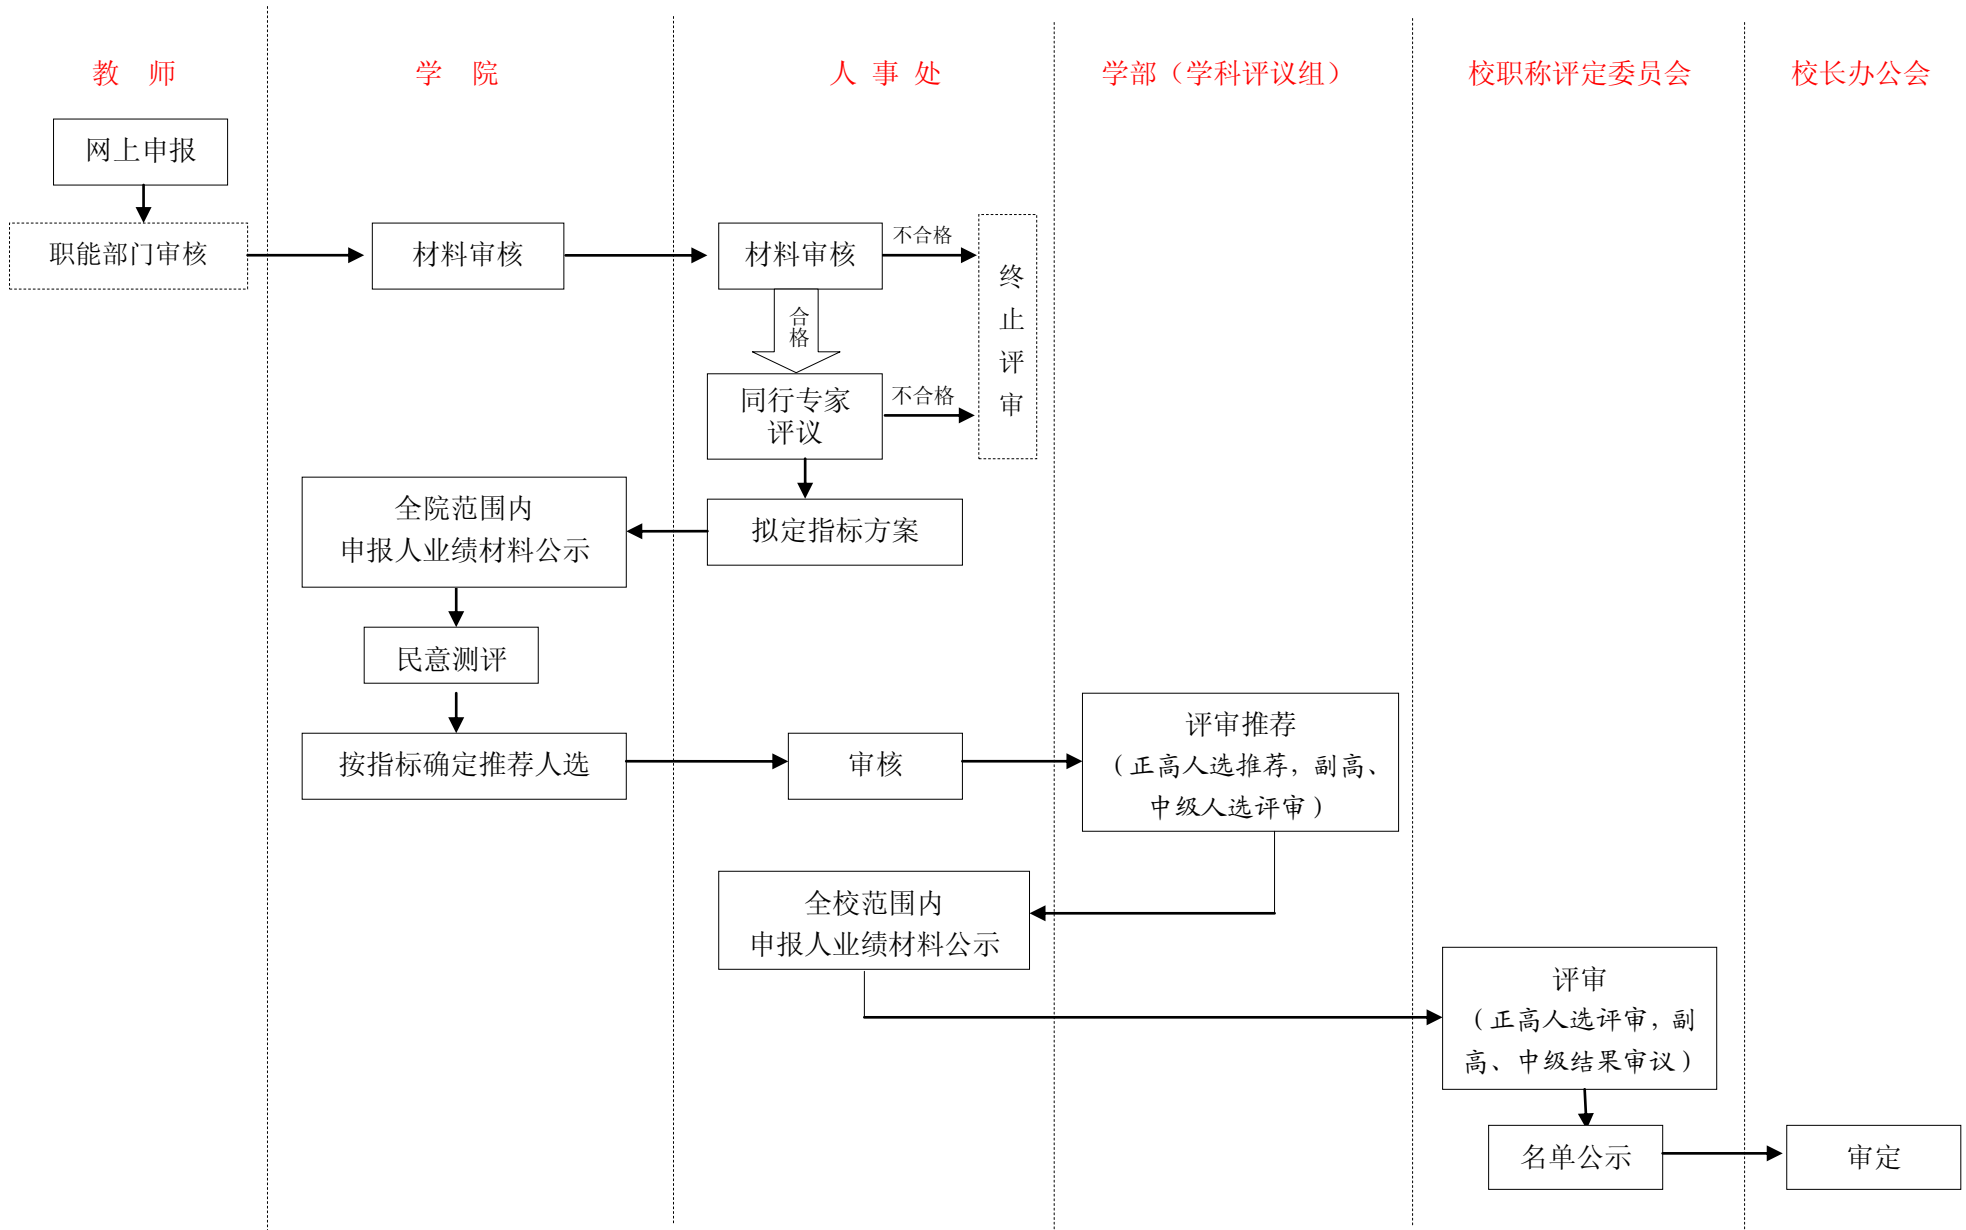 教 师
学 院
人 事 处
学部（学科评议组）
校职称评定委员会
校长办公会
网上申报
职能部门审核
材料审核
材料审核
不合格
终
止
评
审
合
格
同行专家
评议
不合格
全院范围内
申报人业绩材料公示
拟定指标方案
民意测评
按指标确定推荐人选
审核
评审推荐
（正高人选推荐，副高、
中级人选评审）
全校范围内
申报人业绩材料公示
评审
（正高人选评审，副
高、中级结果审议）
名单公示
审定